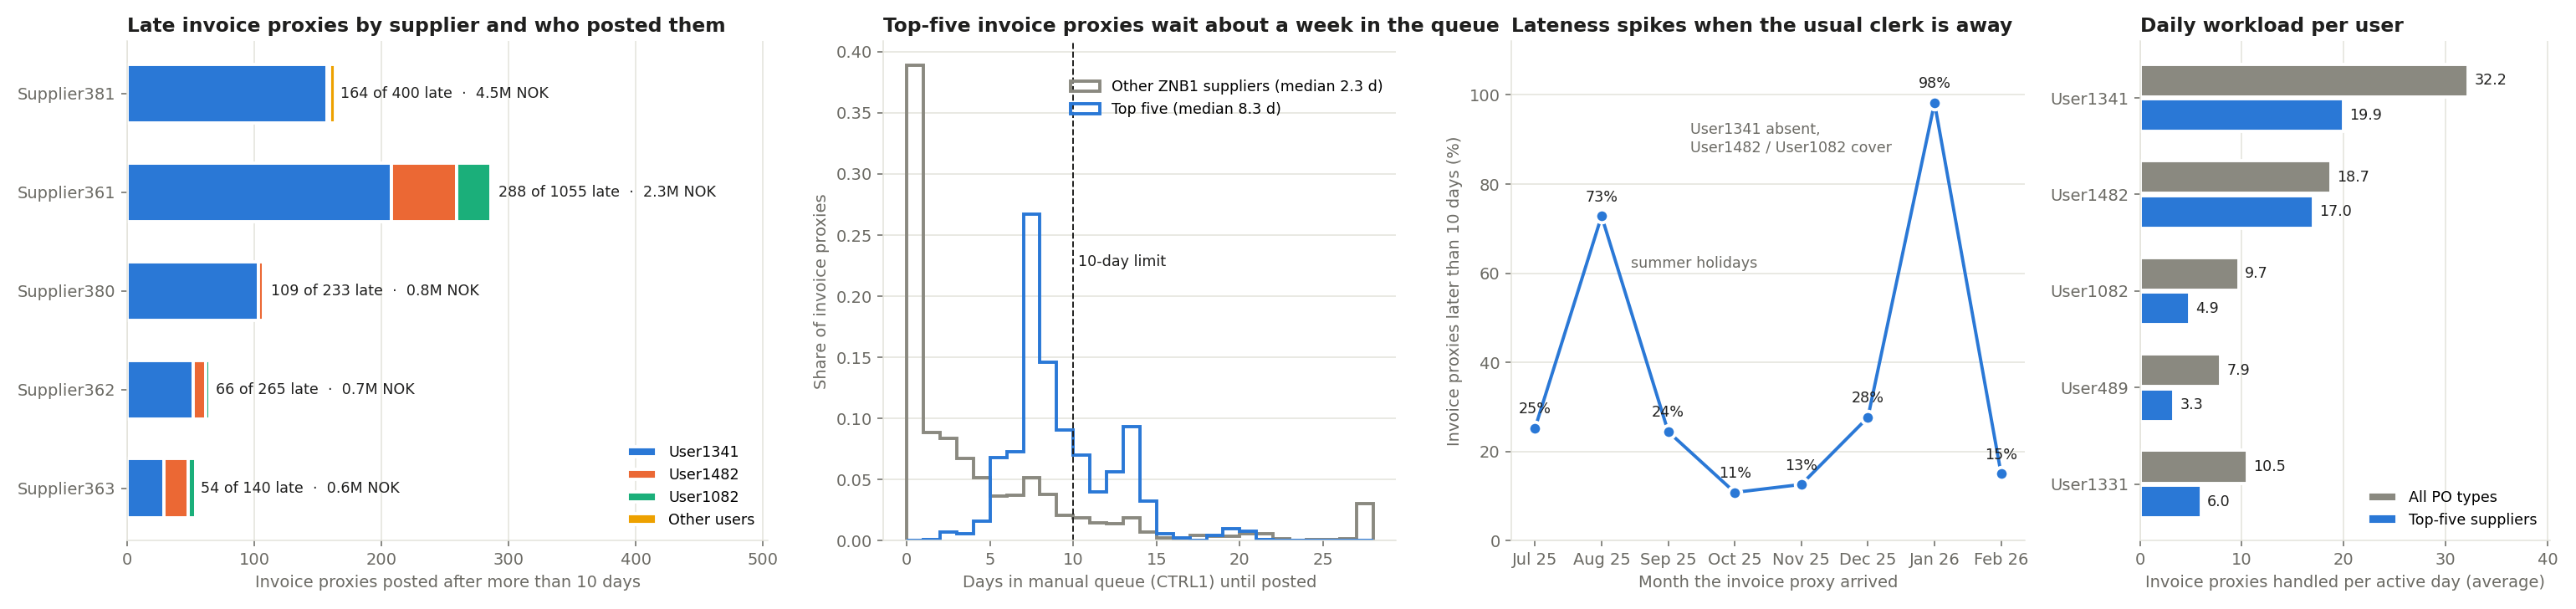 Late invoice proxies by supplier and who posted them
Supplier381
164 of 400 late · 4.5M NOK
Supplier361
288 of 1055 late · 2.3M NOK
Supplier380
109 of 233 late · 0.8M NOK
Supplier362
66 of 265 late · 0.7M NOK
Supplier363
54 of 140 late · 0.6M NOK
User1341
User1482
User1082
Other users
0 100 200 300 400 500
Invoice proxies posted after more than 10 days
Top-five invoice proxies wait about a week in the queue
Share of invoice proxies
0.40
0.35
0.30
0.25
0.20
0.15
0.10
0.05
0.00
Other ZNB1 suppliers (median 2.3 d)
Top five (median 8.3 d)
10-day limit
0 5 10 15 20 25
Days in manual queue (CTRL1) until posted
Lateness spikes when the usual clerk is away
Invoice proxies later than 10 days (%)
100
80
60
40
20
0
98%
User1341 absent,
User1482 / User1082 cover
73%
summer holidays
25%
24%
11%
13%
28%
15%
Jul 25 Aug 25 Sep 25 Oct 25 Nov 25 Dec 25 Jan 26 Feb 26
Month the invoice proxy arrived
Daily workload per user
User1341
32.2
19.9
User1482
18.7
17.0
User1082
9.7
4.9
User489
7.9
3.3
User1331
10.5
6.0
All PO types
Top-five suppliers
0 10 20 30 40
Invoice proxies handled per active day (average)